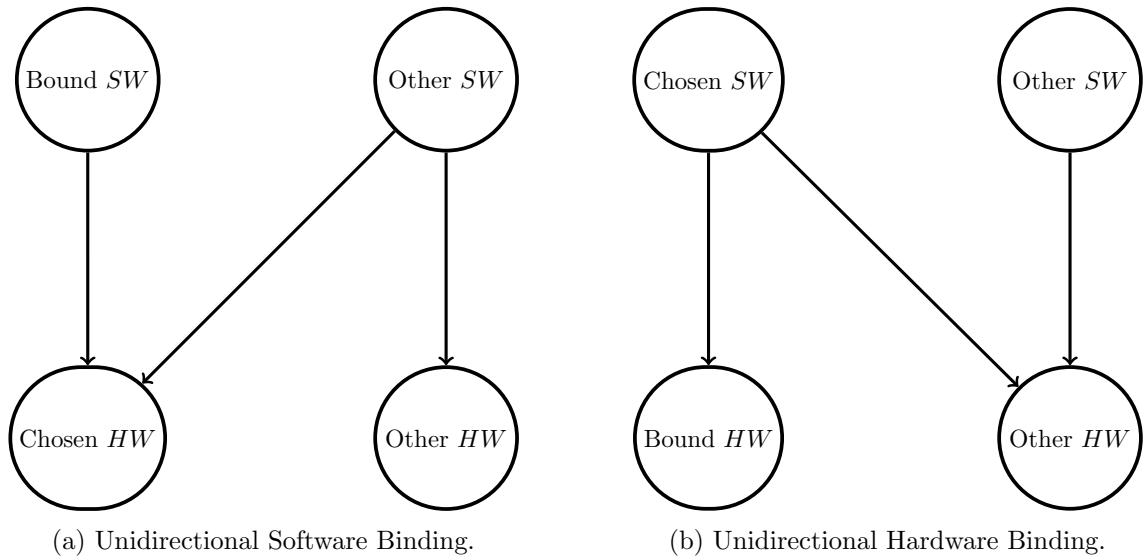 Bound SW
Other SW
Chosen HW
Other HW
(a) Unidirectional Software Binding.
Chosen SW
Other SW
Bound HW
Other HW
(b) Unidirectional Hardware Binding.